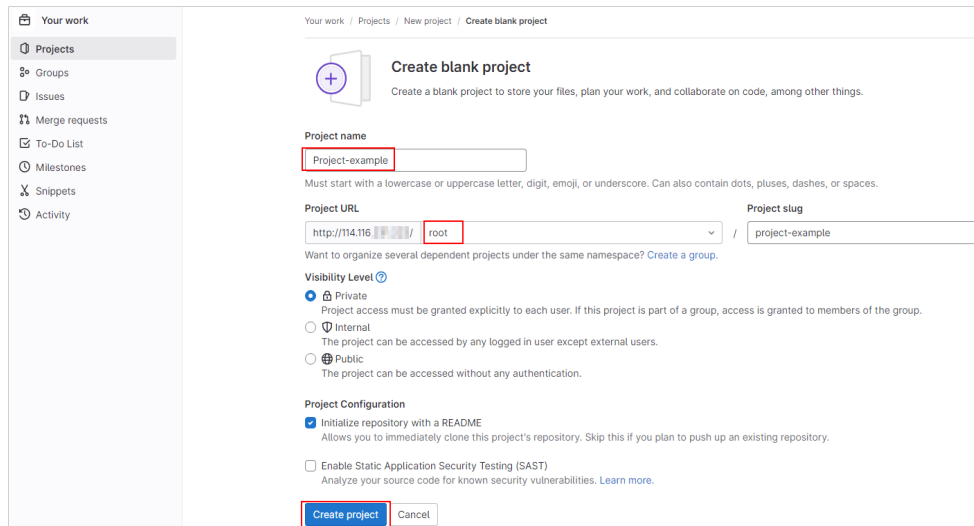 Your work
Projects
Groups
Issues
Merge requests
To-Do List
Milestones
Snippets
Activity
Your work / Projects / New project / Create blank project
Create blank project
Create a blank project to store your files, plan your work, and collaborate on code, among other things.
Project name
Project-example
Must start with a lowercase or uppercase letter, digit, emoji, or underscore. Can also contain dots, pluses, dashes, or spaces.
Project URL
Project slug
http://114.116. / root / project-example
Want to organize several dependent projects under the same namespace? Create a group.
Visibility Level
Private
Project access must be granted explicitly to each user. If this project is part of a group, access is granted to members of the group.
Internal
The project can be accessed by any logged in user except external users.
Public
The project can be accessed without any authentication.
Project Configuration
Initialize repository with a README
Allows you to immediately clone this project's repository. Skip this if you plan to push up an existing repository.
Enable Static Application Security Testing (SAST)
Analyze your source code for known security vulnerabilities. Learn more.
Create project Cancel